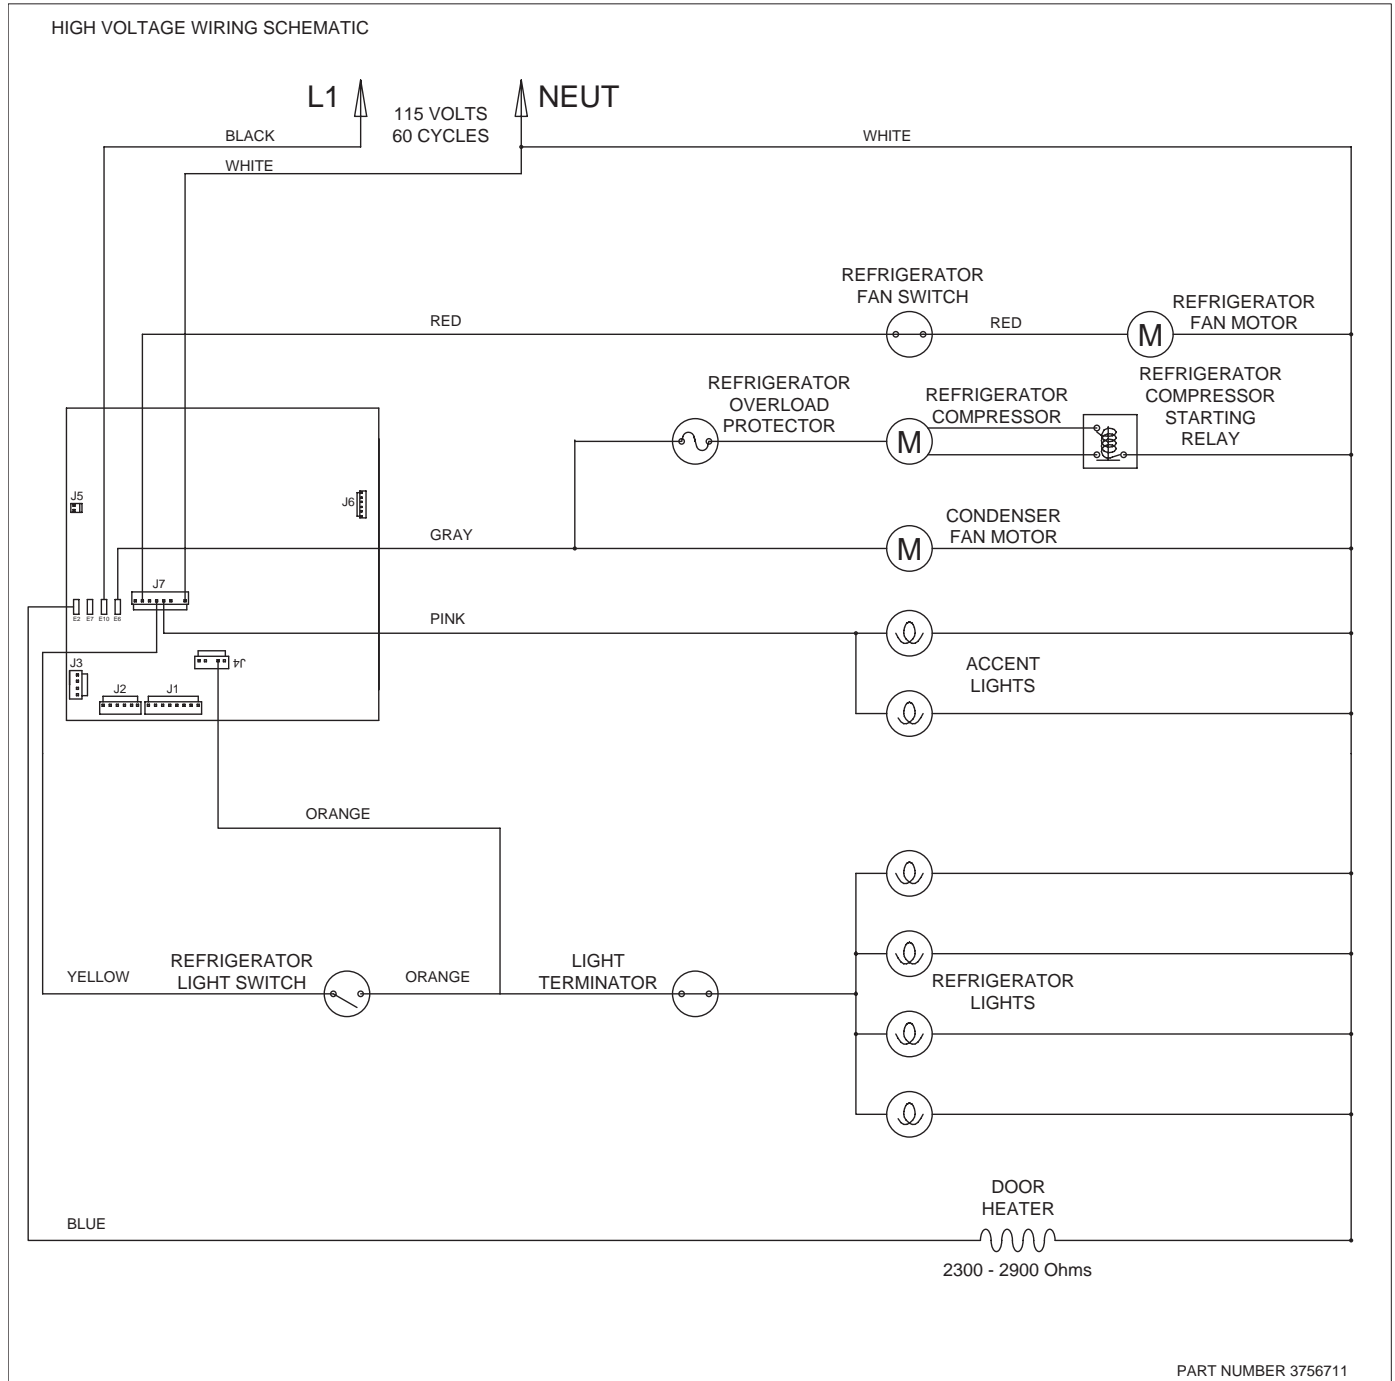 HIGH VOLTAGE WIRING SCHEMATIC
L1
115 VOLTS
60 CYCLES
NEUT
BLACK
WHITE
WHITE
REFRIGERATOR
FAN SWITCH
RED
RED
REFRIGERATOR
FAN MOTOR
M
REFRIGERATOR
OVERLOAD
PROTECTOR
REFRIGERATOR
COMPRESSOR
M
REFRIGERATOR
COMPRESSOR
STARTING
RELAY
J5
J6
GRAY
CONDENSER
FAN MOTOR
M
J7
E2
E7
E10
E6
PINK
ACCENT
LIGHTS
J4
J3
J2
J1
ORANGE
YELLOW
REFRIGERATOR
LIGHT SWITCH
ORANGE
LIGHT
TERMINATOR
REFRIGERATOR
LIGHTS
DOOR
HEATER
BLUE
2300 - 2900 Ohms
PART NUMBER 3756711